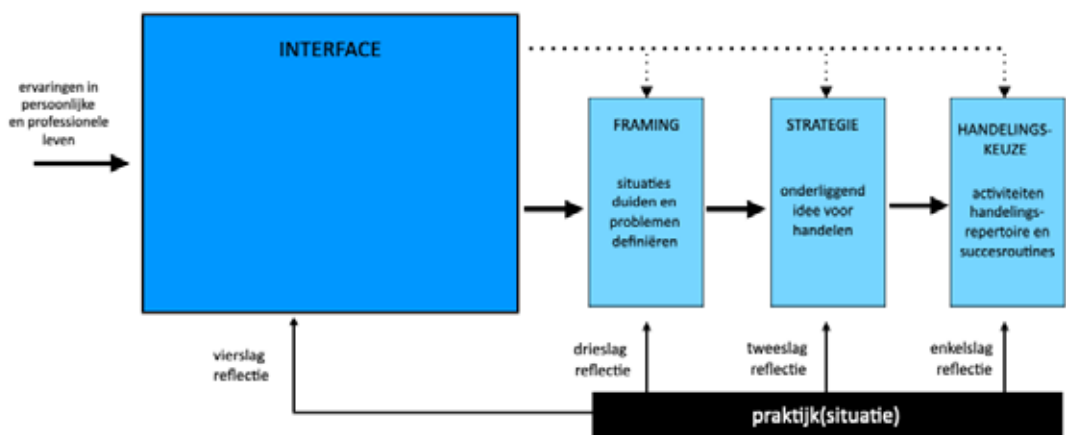 INTERFACE
ervaringen in
persoonlijke
en professionele
leven
FRAMING
situaties
duiden en
problemen
definiëren
STRATEGIE
onderliggend
idee voor
handelen
HANDELINGS-
KEUZE
activiteiten
handelings-
repertoire en
succesroutines
vierslag
reflectie
drieslag
reflectie
tweeslag
reflectie
enkelslag
reflectie
praktijk(situatie)